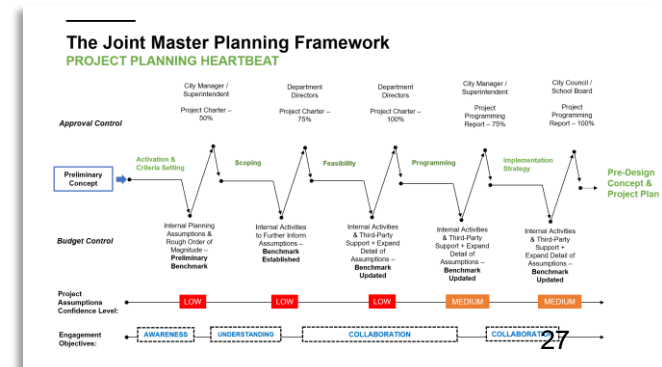 The Joint Master Planning Framework
PROJECT PLANNING HEARTBEAT
Approval Control
City Manager /
Superintendent
Project Charter –
50%
Department
Directors
Project Charter –
75%
Department
Directors
Project Charter –
100%
City Manager /
Superintendent
Project
Programming
Report – 75%
City Council /
School Board
Project
Programming
Report – 100%
Preliminary
Concept
Activation &
Criteria Setting
Scoping
Feasibility
Programming
Implementation
Strategy
Pre-Design
Concept &
Project Plan
Budget Control
Internal Planning
Assumptions &
Rough Order of
Magnitude –
Preliminary
Benchmark
Internal Activities
to Further Inform
Assumptions –
Benchmark
Established
Internal Activities
& Third-Party
Support + Expand
Detail of
Assumptions –
Benchmark
Updated
Internal Activities
& Third-Party
Support + Expand
Detail of
Assumptions –
Benchmark
Updated
Internal Activities
& Third-Party
Support +
Expand Detail of
Assumptions –
Benchmark
Updated
Project
Assumptions
Confidence Level:
LOW
LOW
LOW
MEDIUM
MEDIUM
Engagement
Objectives:
AWARENESS
UNDERSTANDING
COLLABORATION
COLLABORATION
27